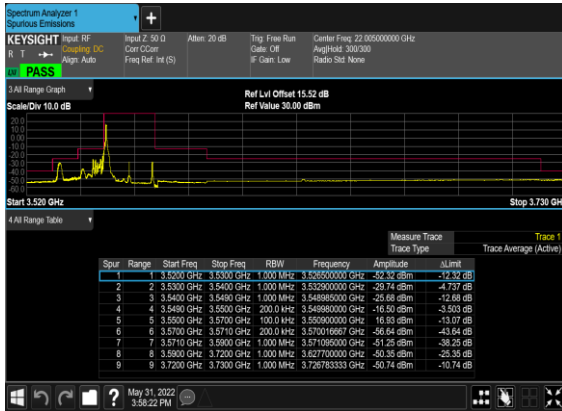 Spectrum Analyzer 1
Spurious Emissions
+
KEYSIGHT Input: RF Input Z: 50 Ω Atten: 20 dB Trig: Free Run Center Freq: 22.005000000 GHz
R T Coupling: DC Corr CCorr Gate: Off Avg|Hold: 300/300
Align: Auto Freq Ref: Int (S) IF Gain: Low Radio Std: None
PASS
3 All Range Graph
Ref Lvl Offset 15.52 dB
Scale/Div 10.0 dB Ref Value 30.00 dBm
20.0
10.0
0.00
-10.0
-20.0
-30.0
-40.0
-50.0
-60.0
Start 3.520 GHz Stop 3.730 GH
4 All Range Table
Measure Trace Trace 1
Trace Type Trace Average (Active)
Spur Range Start Freq Stop Freq RBW Frequency Amplitude ΔLimit
1 1 3.5200 GHz 3.5300 GHz 1.000 MHz 3.526500000 GHz -52.32 dBm -12.32 dB
2 2 3.5300 GHz 3.5400 GHz 1.000 MHz 3.532900000 GHz -29.74 dBm -4.737 dB
3 3 3.5400 GHz 3.5490 GHz 1.000 MHz 3.548985000 GHz -25.68 dBm -12.68 dB
4 4 3.5490 GHz 3.5500 GHz 200.0 kHz 3.549980000 GHz -16.50 dBm -3.503 dB
5 5 3.5500 GHz 3.5700 GHz 100.0 kHz 3.550900000 GHz 16.93 dBm -13.07 dB
6 6 3.5700 GHz 3.5710 GHz 200.0 kHz 3.570016667 GHz -56.64 dBm -43.64 dB
7 7 3.5710 GHz 3.5900 GHz 1.000 MHz 3.571095000 GHz -51.25 dBm -38.25 dB
8 8 3.5900 GHz 3.7200 GHz 1.000 MHz 3.627700000 GHz -50.35 dBm -25.35 dB
9 9 3.7200 GHz 3.7300 GHz 1.000 MHz 3.726783333 GHz -50.74 dBm -10.74 dB
? May 31, 2022
3:58:22 PM